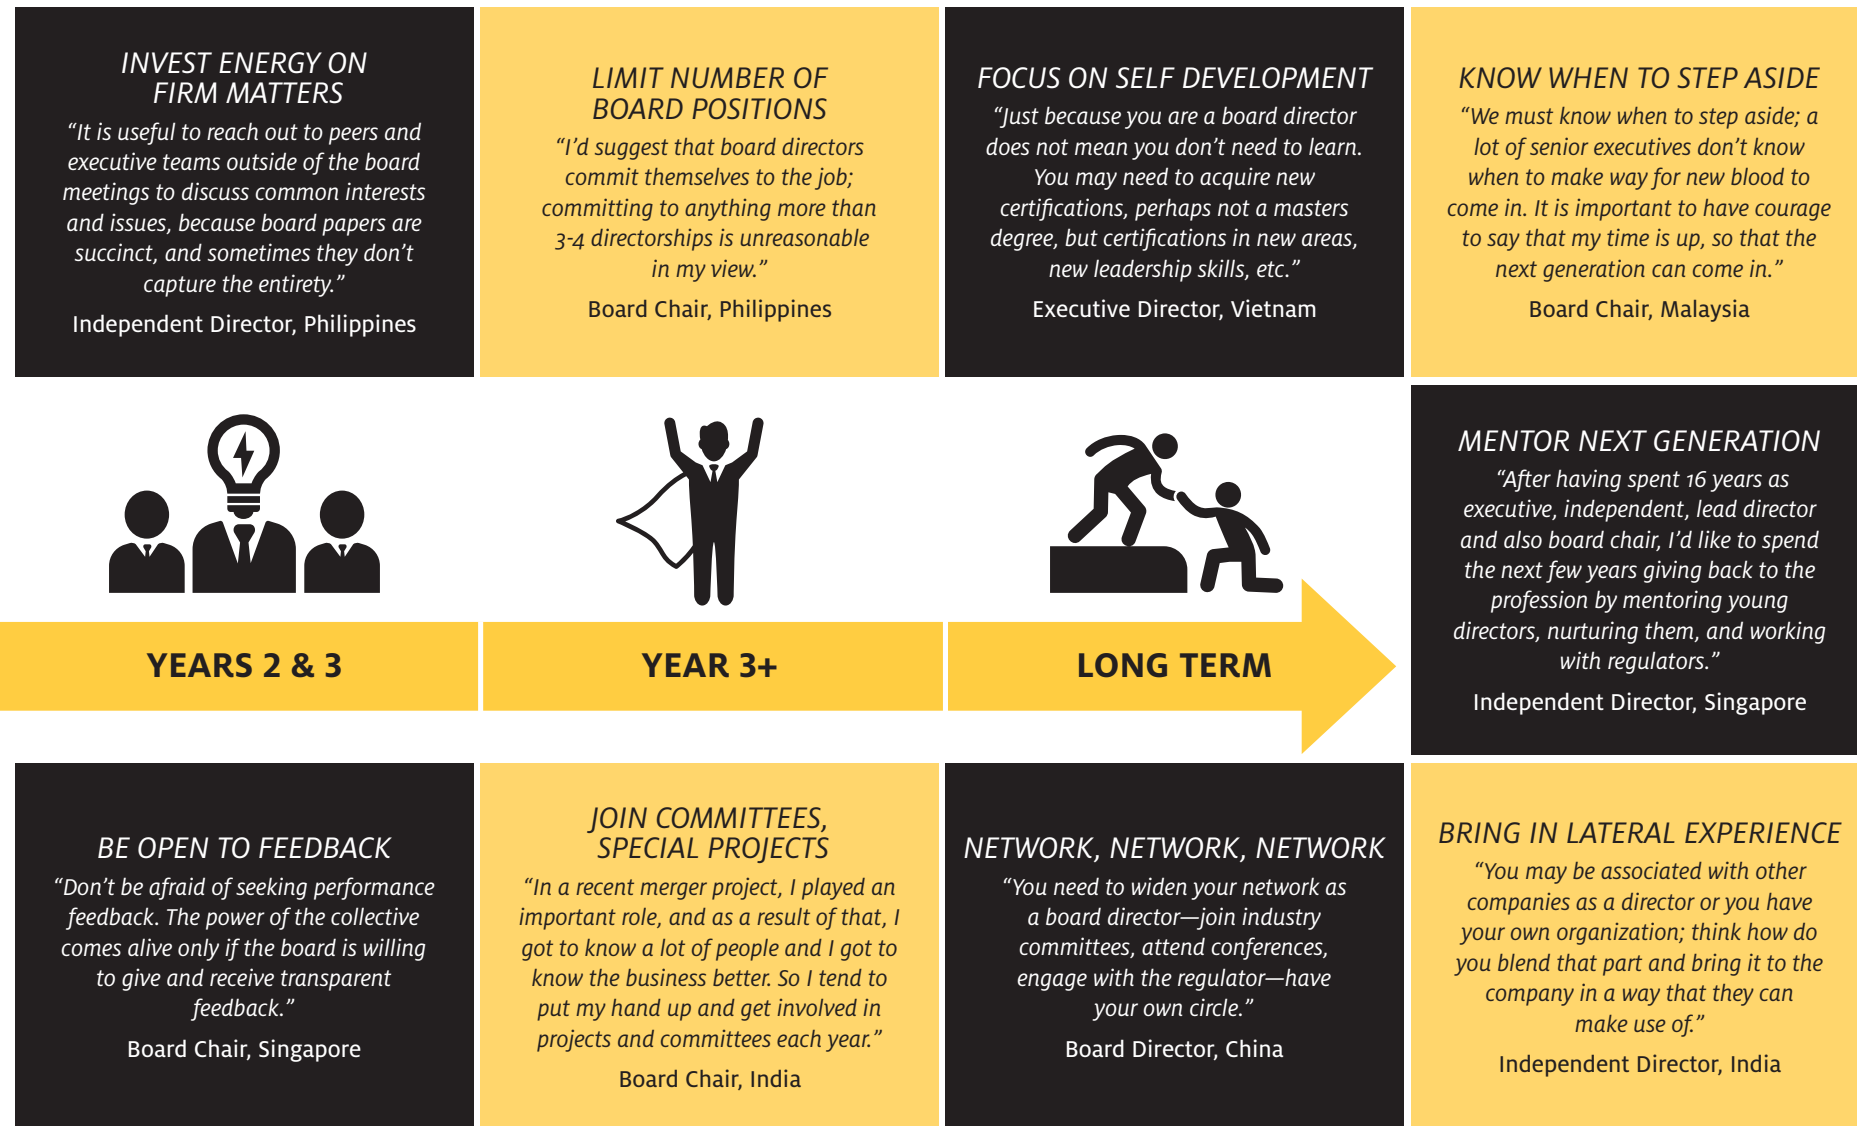 INVEST ENERGY ON
FIRM MATTERS
“It is useful to reach out to peers and
executive teams outside of the board
meetings to discuss common interests
and issues, because board papers are
succinct, and sometimes they don’t
capture the entirety.”
Independent Director, Philippines
LIMIT NUMBER OF
BOARD POSITIONS
“I’d suggest that board directors
commit themselves to the job;
committing to anything more than
3-4 directorships is unreasonable
in my view.”
Board Chair, Philippines
FOCUS ON SELF DEVELOPMENT
“Just because you are a board director
does not mean you don’t need to learn.
You may need to acquire new
certifications, perhaps not a masters
degree, but certifications in new areas,
new leadership skills, etc.”
Executive Director, Vietnam
KNOW WHEN TO STEP ASIDE
“We must know when to step aside; a
lot of senior executives don’t know
when to make way for new blood to
come in. It is important to have courage
to say that my time is up, so that the
next generation can come in.”
Board Chair, Malaysia
YEARS 2 & 3
YEAR 3+
LONG TERM
MENTOR NEXT GENERATION
“After having spent 16 years as
executive, independent, lead director
and also board chair, I’d like to spend
the next few years giving back to the
profession by mentoring young
directors, nurturing them, and working
with regulators.”
Independent Director, Singapore
BE OPEN TO FEEDBACK
“Don’t be afraid of seeking performance
feedback. The power of the collective
comes alive only if the board is willing
to give and receive transparent
feedback.”
Board Chair, Singapore
JOIN COMMITTEES,
SPECIAL PROJECTS
“In a recent merger project, I played an
important role, and as a result of that, I
got to know a lot of people and I got to
know the business better. So I tend to
put my hand up and get involved in
projects and committees each year.”
Board Chair, India
NETWORK, NETWORK, NETWORK
“You need to widen your network as
a board director—join industry
committees, attend conferences,
engage with the regulator—have
your own circle.”
Board Director, China
BRING IN LATERAL EXPERIENCE
“You may be associated with other
companies as a director or you have
your own organization; think how do
you blend that part and bring it to the
company in a way that they can
make use of.”
Independent Director, India